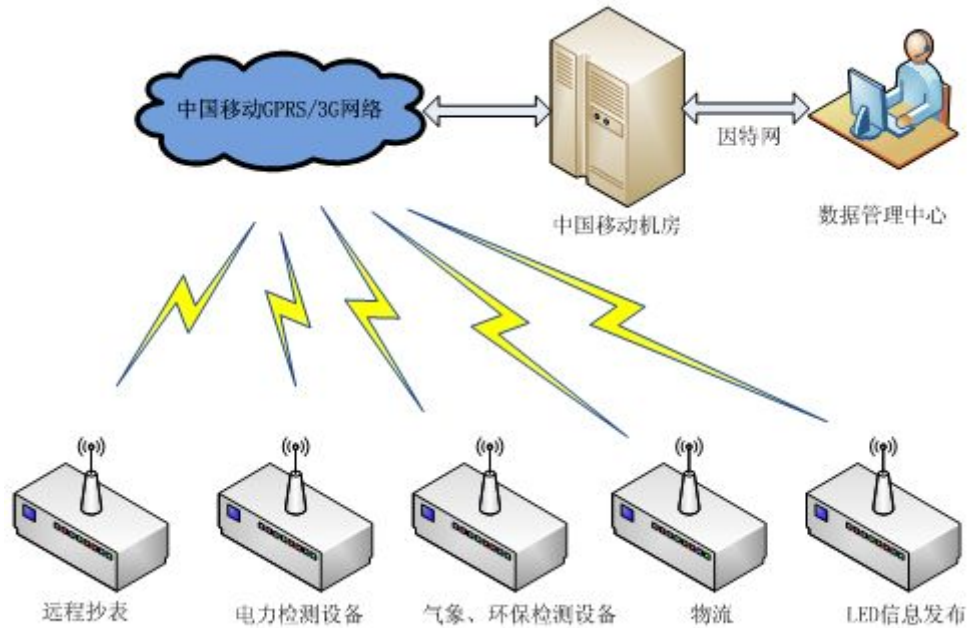 中国移动GPRS/3G网络
因特网
中国移动机房
数据管理中心
远程抄表
电力检测设备
气象、环保检测设备
物流
LED信息发布